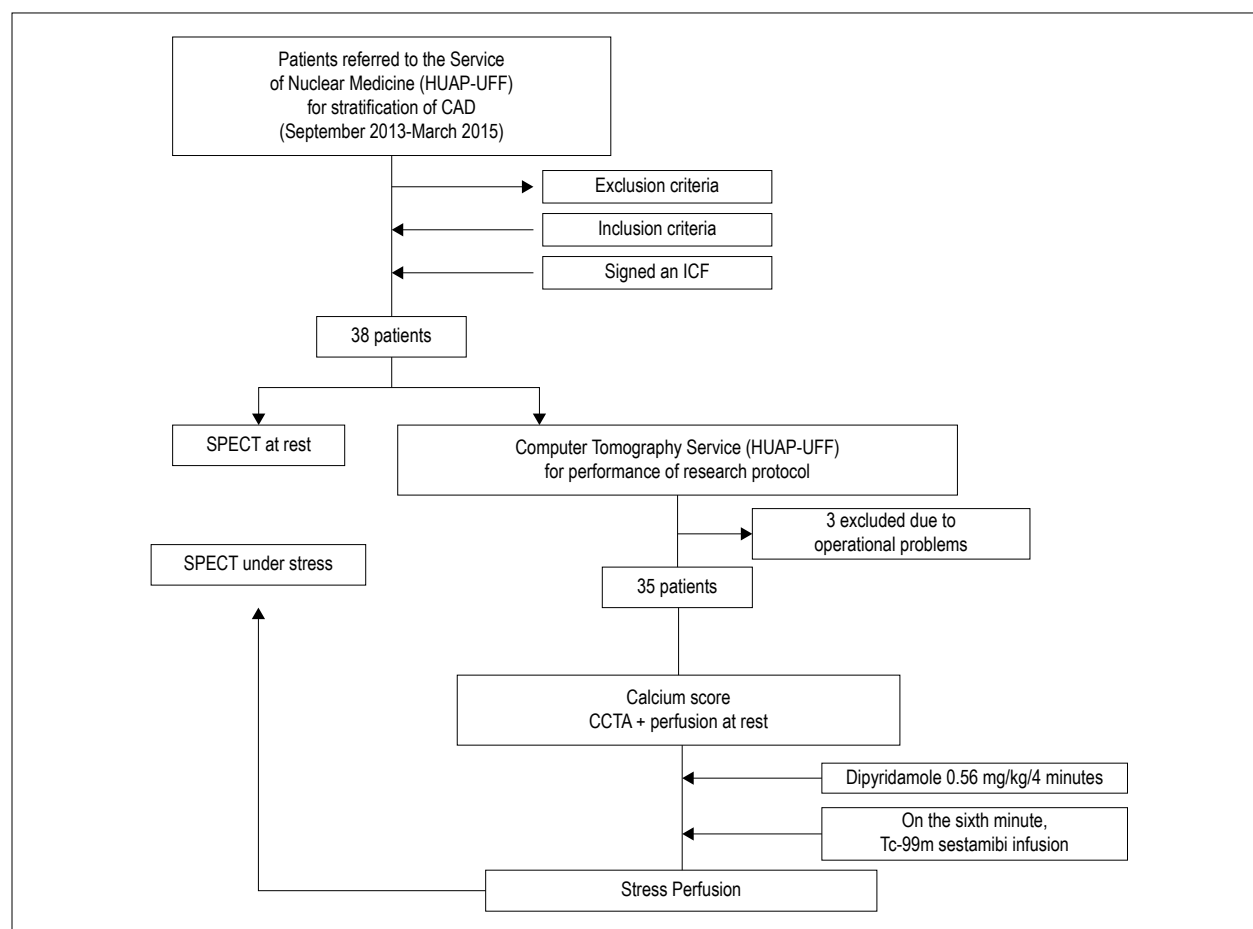 Patients referred to the Service
of Nuclear Medicine (HUAP-UFF)
for stratification of CAD
(September 2013-March 2015)
Exclusion criteria
Inclusion criteria
Signed an ICF
38 patients
SPECT at rest
Computer Tomography Service (HUAP-UFF)
for performance of research protocol
3 excluded due to
operational problems
SPECT under stress
35 patients
Calcium score
CCTA + perfusion at rest
Dipyridamole 0.56 mg/kg/4 minutes
On the sixth minute,
Tc-99m sestamibi infusion
Stress Perfusion